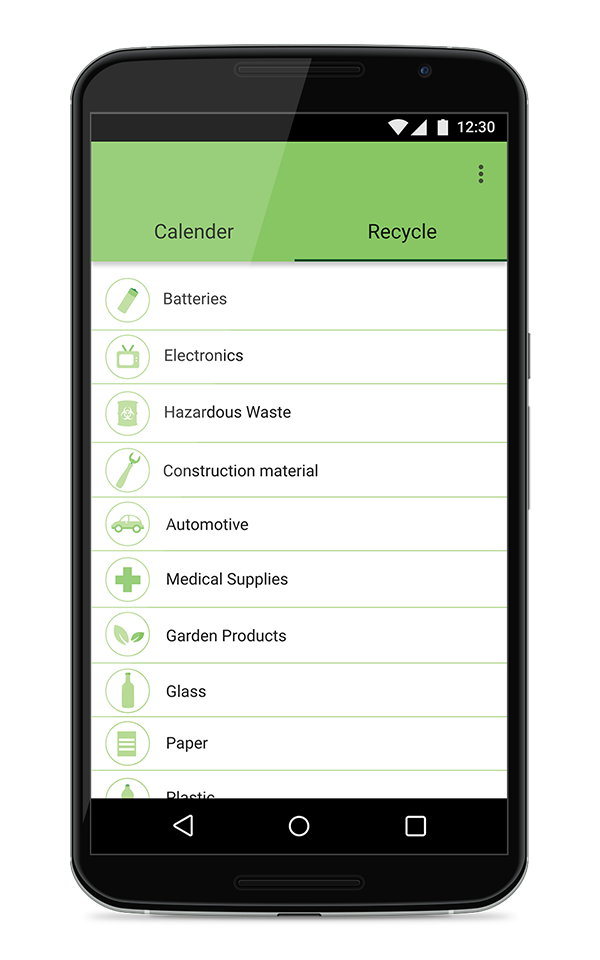 12:30
Calender Recycle
Batteries
Electronics
Hazardous Waste
Construction material
Automotive
Medical Supplies
Garden Products
Glass
Paper
Plastic